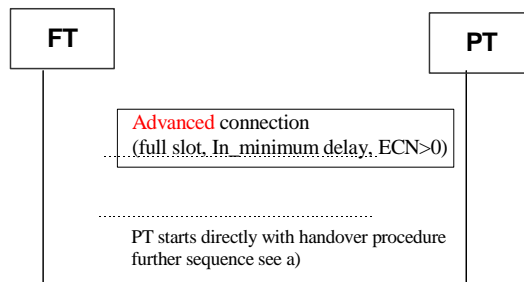 FT
PT
Advanced connection
(full slot, In_minimum delay, ECN>0)
PT starts directly with handover procedure
further sequence see a)